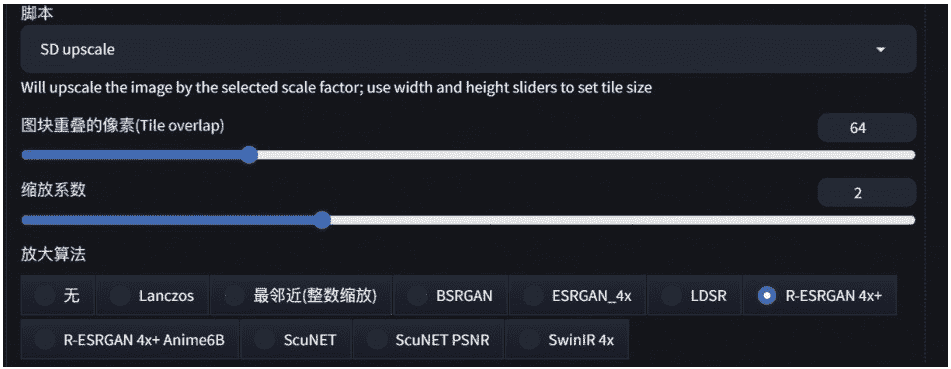 脚本
SD upscale
Will upscale the image by the selected scale factor; use width and height sliders to set tile size
图块重叠的像素(Tile overlap)
64
缩放系数
2
放大算法
无 Lanczos 最邻近(整数缩放) BSRGAN ESRGAN_4x LDSR R-ESRGAN 4x+
R-ESRGAN 4x+ Anime6B ScuNET ScuNET PSNR SwinIR 4x